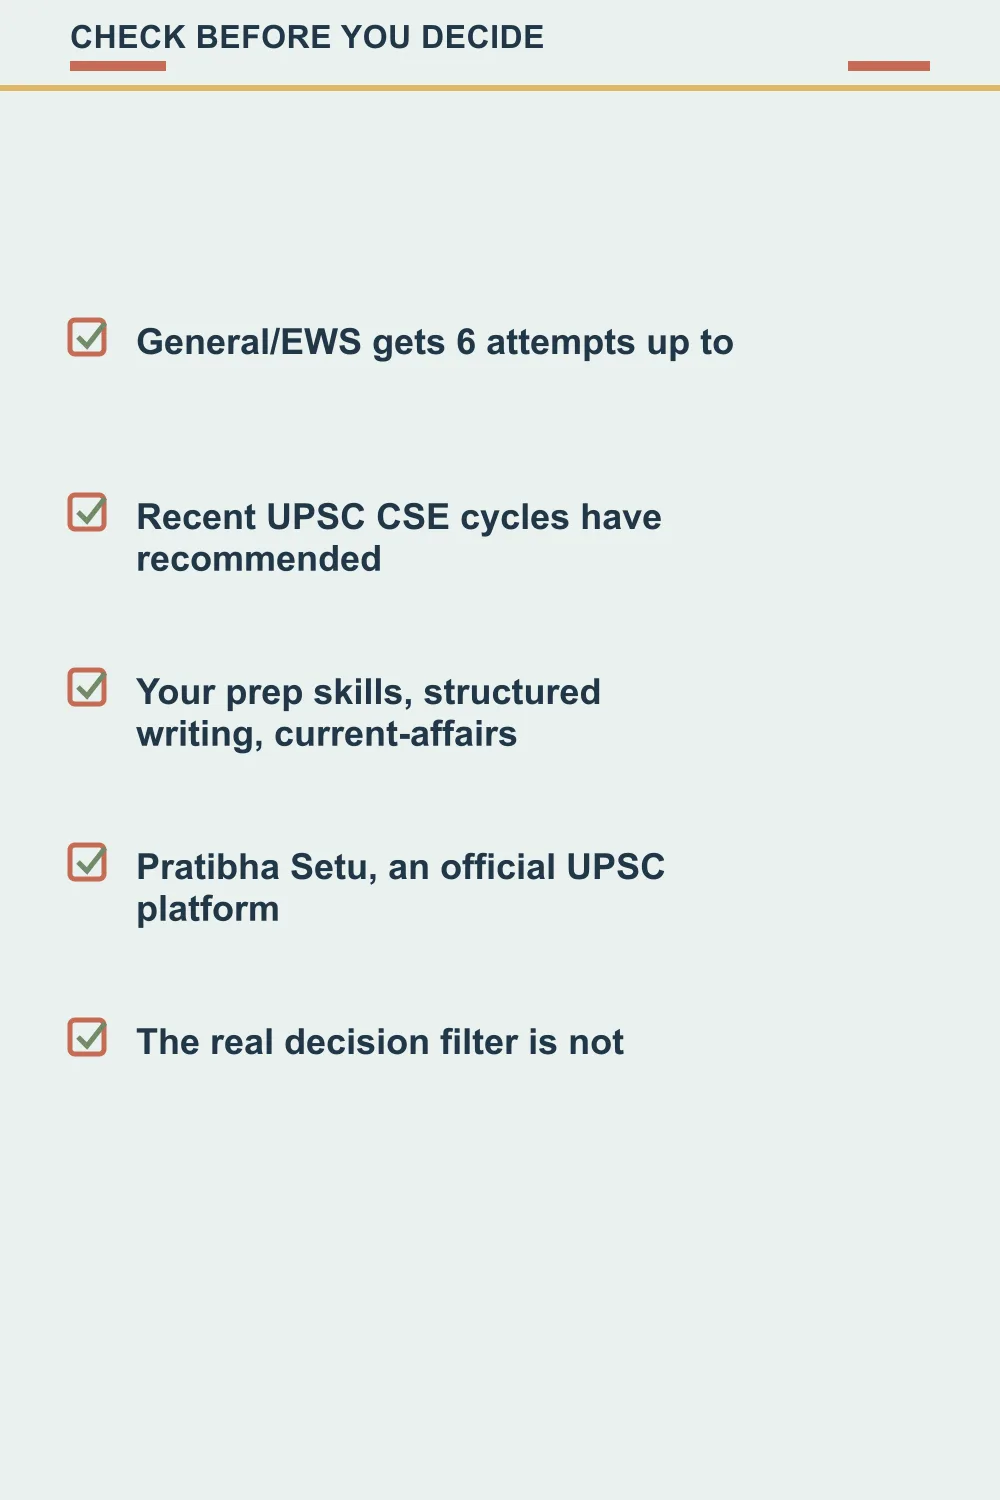 CHECK BEFORE YOU DECIDE
General/EWS gets 6 attempts up to
Recent UPSC CSE cycles have
recommended
Your prep skills, structured
writing, current-affairs
Pratibha Setu, an official UPSC
platform
The real decision filter is not